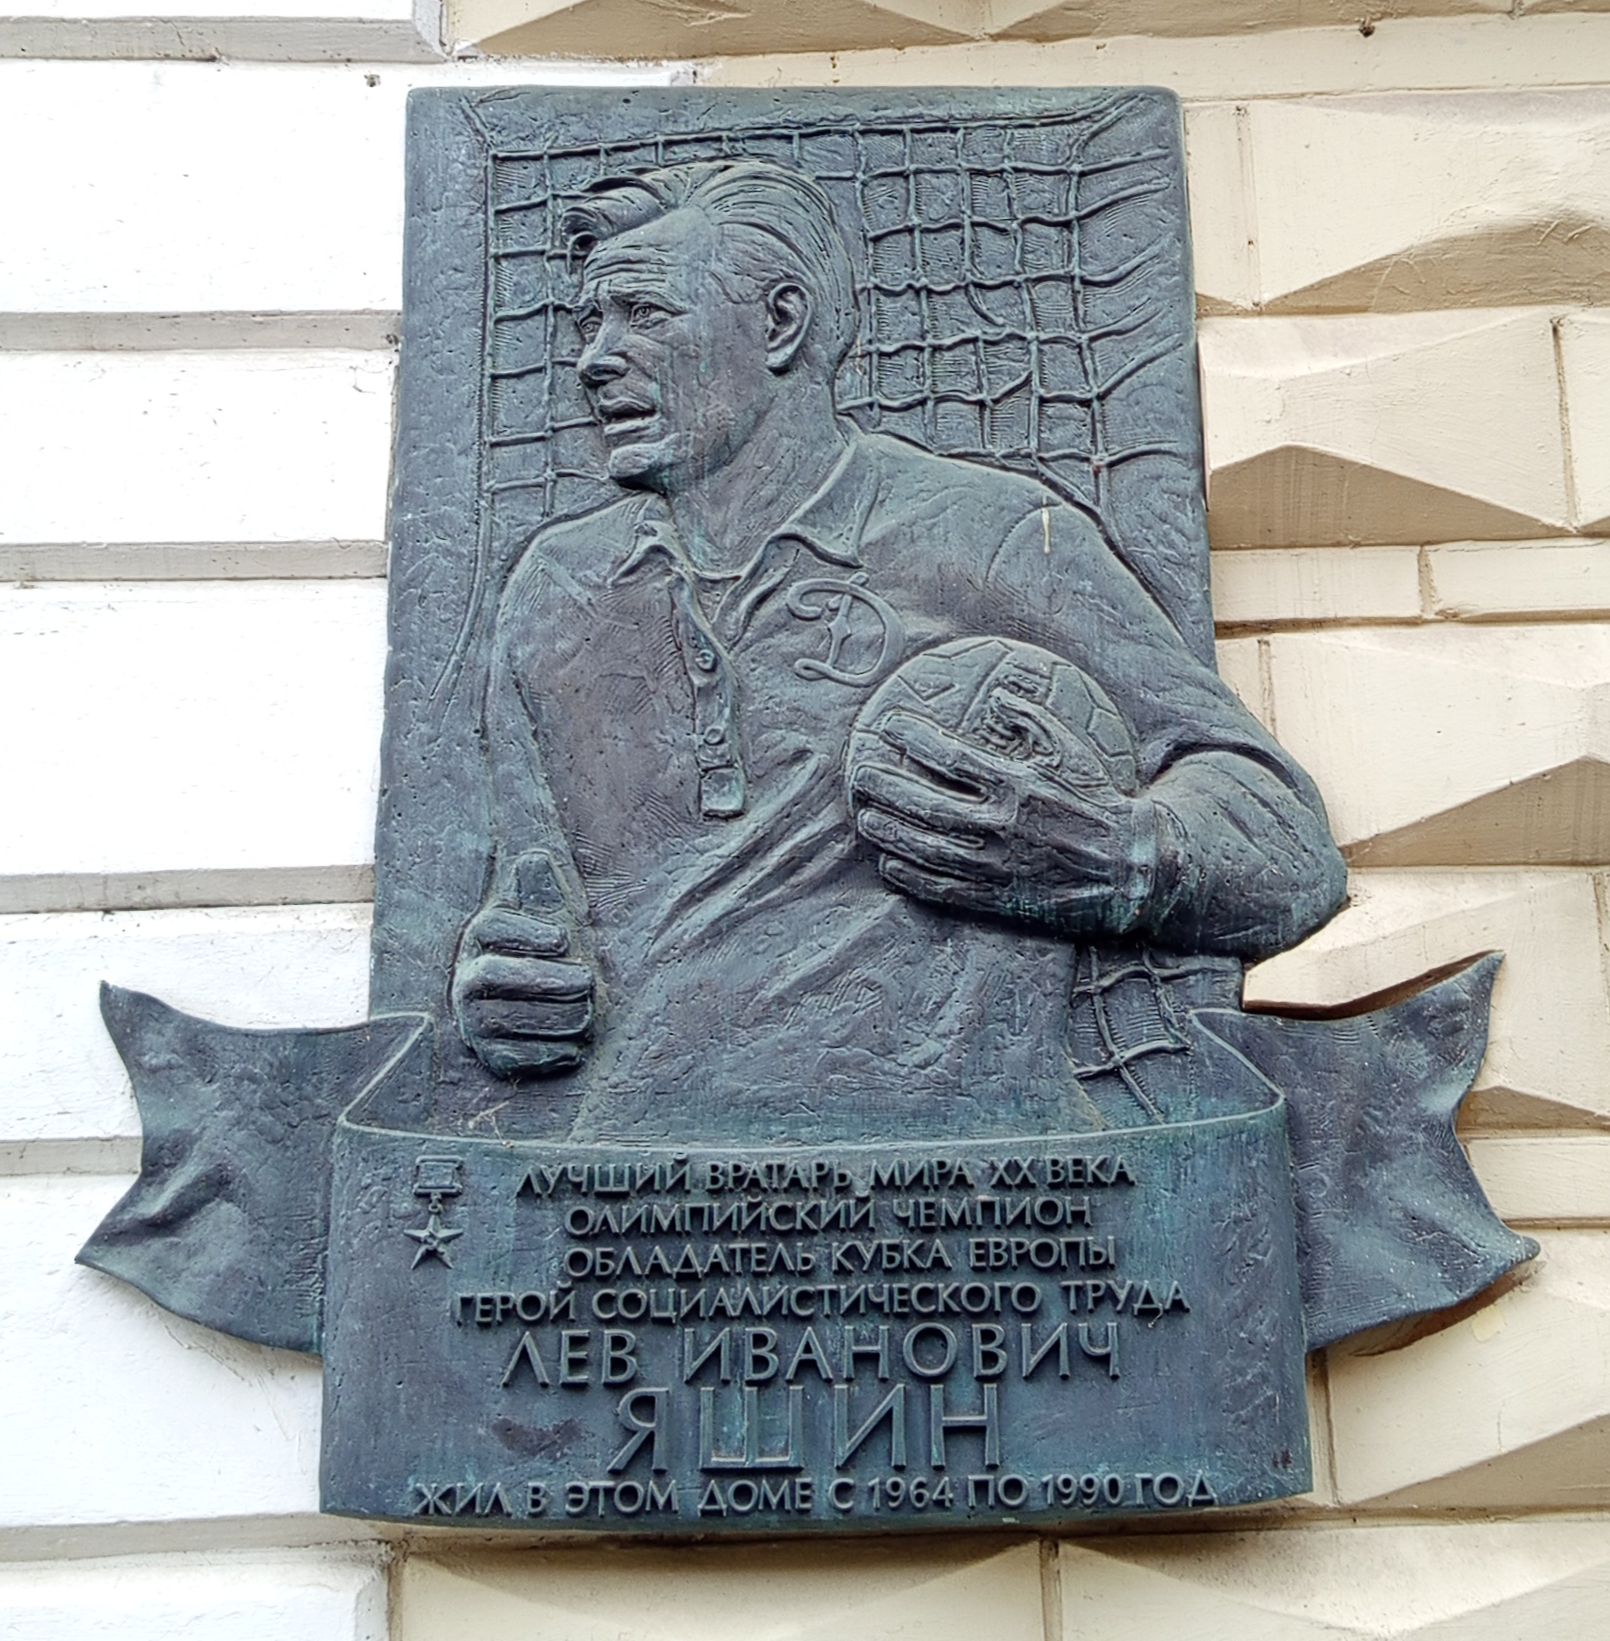 Д
ЛУЧШИЙ ВРАТАРЬ МИРА XX ВЕКА
ОЛИМПИЙСКИЙ ЧЕМПИОН
ОБЛАДАТЕЛЬ КУБКА ЕВРОПЫ
ГЕРОЙ СОЦИАЛИСТИЧЕСКОГО ТРУДА
ЛЕВ ИВАНОВИЧ
ЯШИН
ЖИЛ В ЭТОМ ДОМЕ С 1964 ПО 1990 ГОД